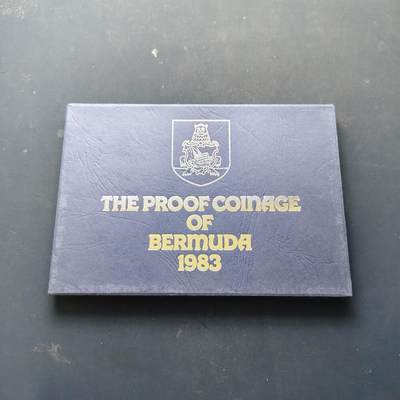 THE PROOF COINAGE
OF
BERMUDA
1983